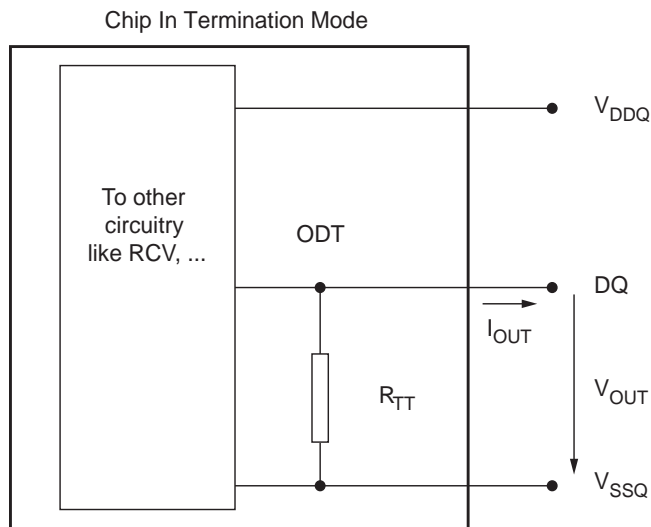 Chip In Termination Mode
V_DDQ
To other
circuitry
like RCV, ...
ODT
DQ
I_OUT
R_TT
V_OUT
V_SSQ